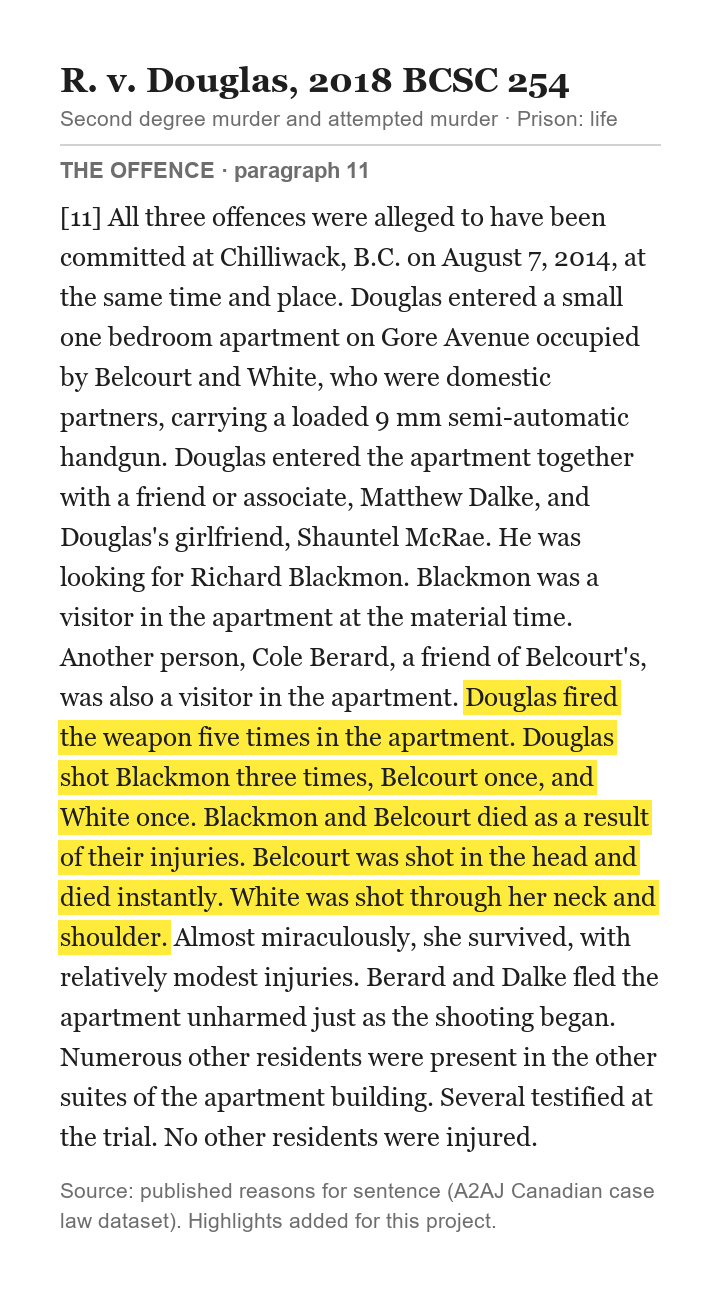 R. v. Douglas, 2018 BCSC 254
Second degree murder and attempted murder · Prison: life
THE OFFENCE · paragraph 11
[11] All three offences were alleged to have been
committed at Chilliwack, B.C. on August 7, 2014, at
the same time and place. Douglas entered a small
one bedroom apartment on Gore Avenue occupied
by Belcourt and White, who were domestic
partners, carrying a loaded 9 mm semi-automatic
handgun. Douglas entered the apartment together
with a friend or associate, Matthew Dalke, and
Douglas's girlfriend, Shauntel McRae. He was
looking for Richard Blackmon. Blackmon was a
visitor in the apartment at the material time.
Another person, Cole Berard, a friend of Belcourt's,
was also a visitor in the apartment. Douglas fired
the weapon five times in the apartment. Douglas
shot Blackmon three times, Belcourt once, and
White once. Blackmon and Belcourt died as a result
of their injuries. Belcourt was shot in the head and
died instantly. White was shot through her neck and
shoulder. Almost miraculously, she survived, with
relatively modest injuries. Berard and Dalke fled the
apartment unharmed just as the shooting began.
Numerous other residents were present in the other
suites of the apartment building. Several testified at
the trial. No other residents were injured.
Source: published reasons for sentence (A2AJ Canadian case
law dataset). Highlights added for this project.